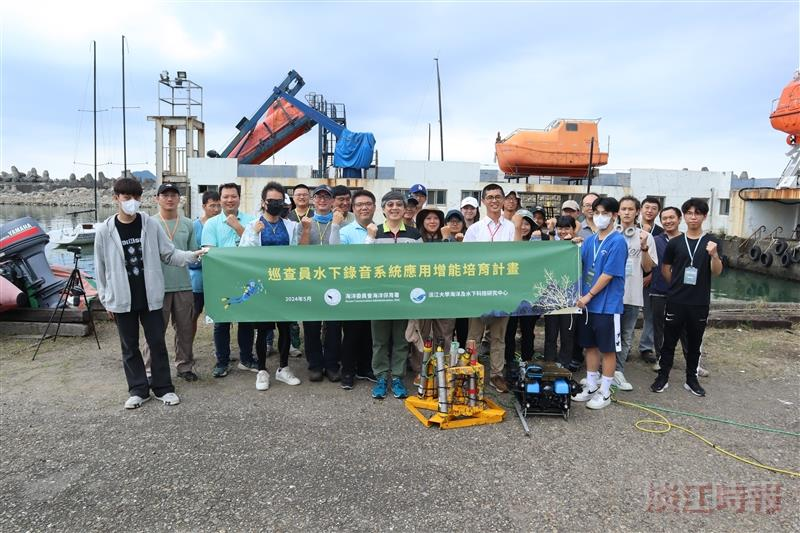 YAMAHA
巡查員水下錄音系統應用增能培育計畫
2024年5月
海洋委員會海洋保育署
淡江大學海洋及水下科技研究中心
淡江時報